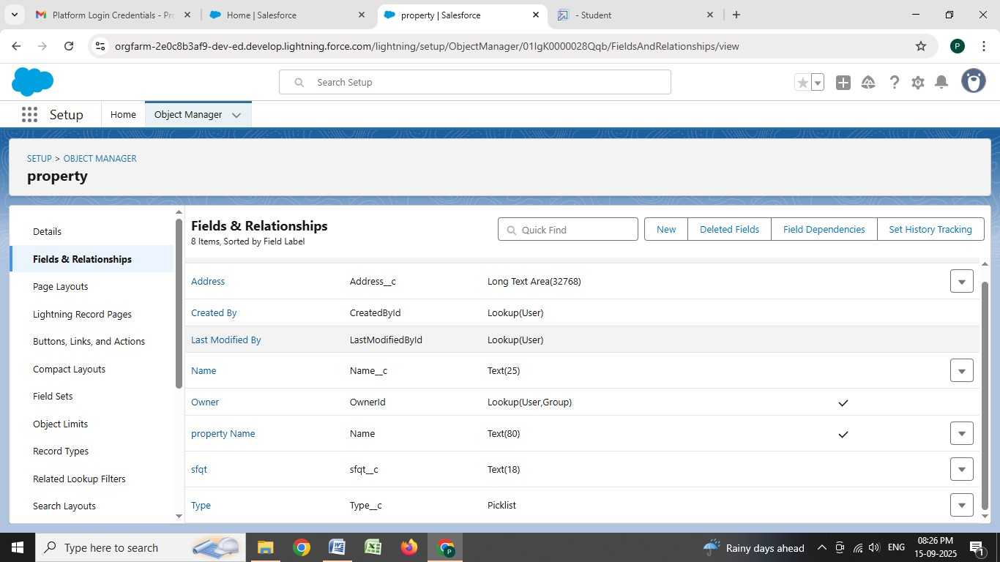 Platform Login Credentials - Pro
Home | Salesforce
property | Salesforce
- Student
orgfarm-2e0c8b3af9-dev-ed.develop.lightning.force.com/lightning/setup/ObjectManager/01IgK0000028Qqb/FieldsAndRelationships/view
P
Search Setup
Setup
Home
Object Manager
SETUP > OBJECT MANAGER
property
Details
Fields & Relationships
Page Layouts
Lightning Record Pages
Buttons, Links, and Actions
Compact Layouts
Field Sets
Object Limits
Record Types
Related Lookup Filters
Search Layouts
Fields & Relationships
8 Items, Sorted by Field Label
Quick Find
New
Deleted Fields
Field Dependencies
Set History Tracking
Address Address__c Long Text Area(32768)
Created By CreatedById Lookup(User)
Last Modified By LastModifiedById Lookup(User)
Name Name__c Text(25)
Owner OwnerId Lookup(User,Group)
property Name Name Text(80)
sfqt sfqt__c Text(18)
Type Type__c Picklist
Type here to search
Rainy days ahead
ENG
08:26 PM
15-09-2025
1